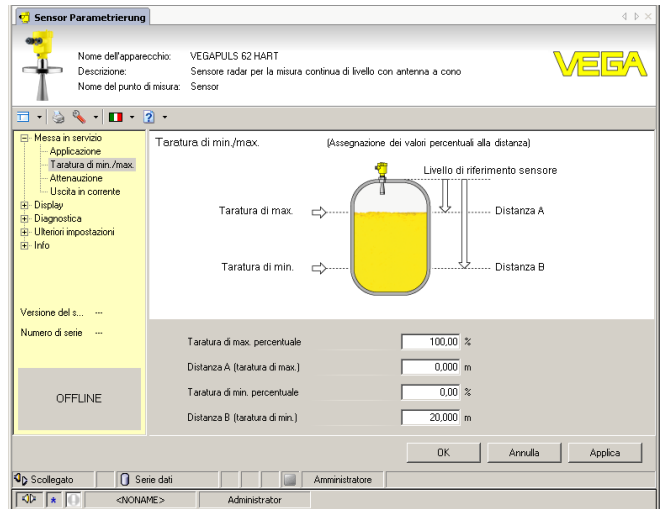 Sensor Parametrierung
Nome dell'apparecchio: VEGAPULS 62 HART
Descrizione: Sensore radar per la misura continua di livello con antenna a cono
Nome del punto di misura: Sensor
VEGA
Messa in servizio
Applicazione
Taratura di min./max.
Attenauzione
Uscita in corrente
Display
Diagnostica
Ulteriori impostazioni
Info
Versione del s... ---
Numero di serie ---
OFFLINE
Taratura di min./max. (Assegnazione dei valori percentuali alla distanza)
Livello di riferimento sensore
Taratura di max. Distanza A
Taratura di min. Distanza B
Taratura di max. percentuale 100,00 %
Distanza A (taratura di max.) 0,000 m
Taratura di min. percentuale 0,00 %
Distanza B (taratura di min.) 20,000 m
OK Annulla Applica
Scollegato Serie dati Amministratore
<NONAME> Administrator